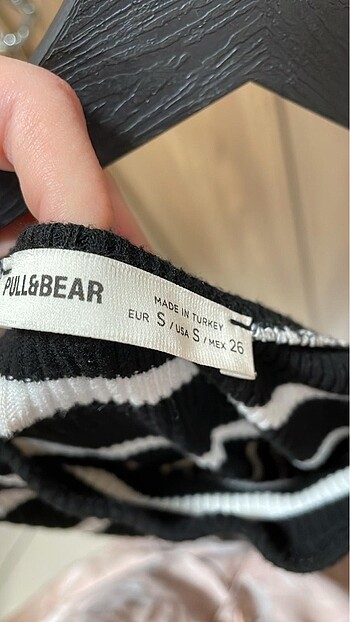 PULL&BEAR
MADE IN TURKEY
EUR S / USA S / MEX 26